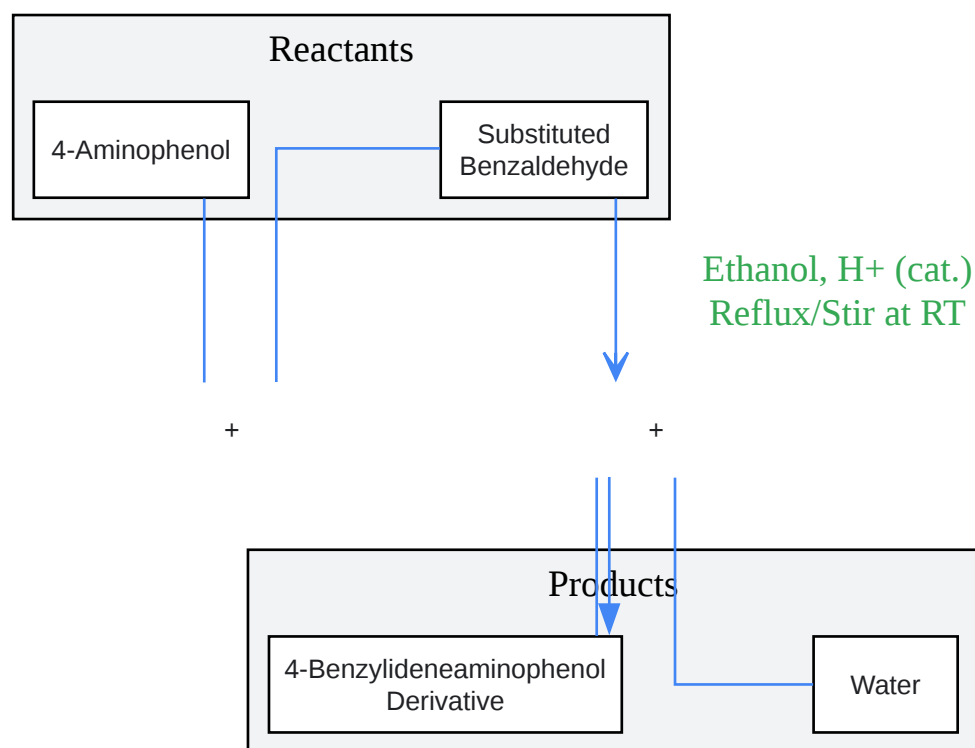 Reactants
4-Aminophenol
Substituted
Benzaldehyde
Ethanol, H+ (cat.)
Reflux/Stir at RT
+
+
Products
4-Benzylideneaminophenol
Derivative
Water